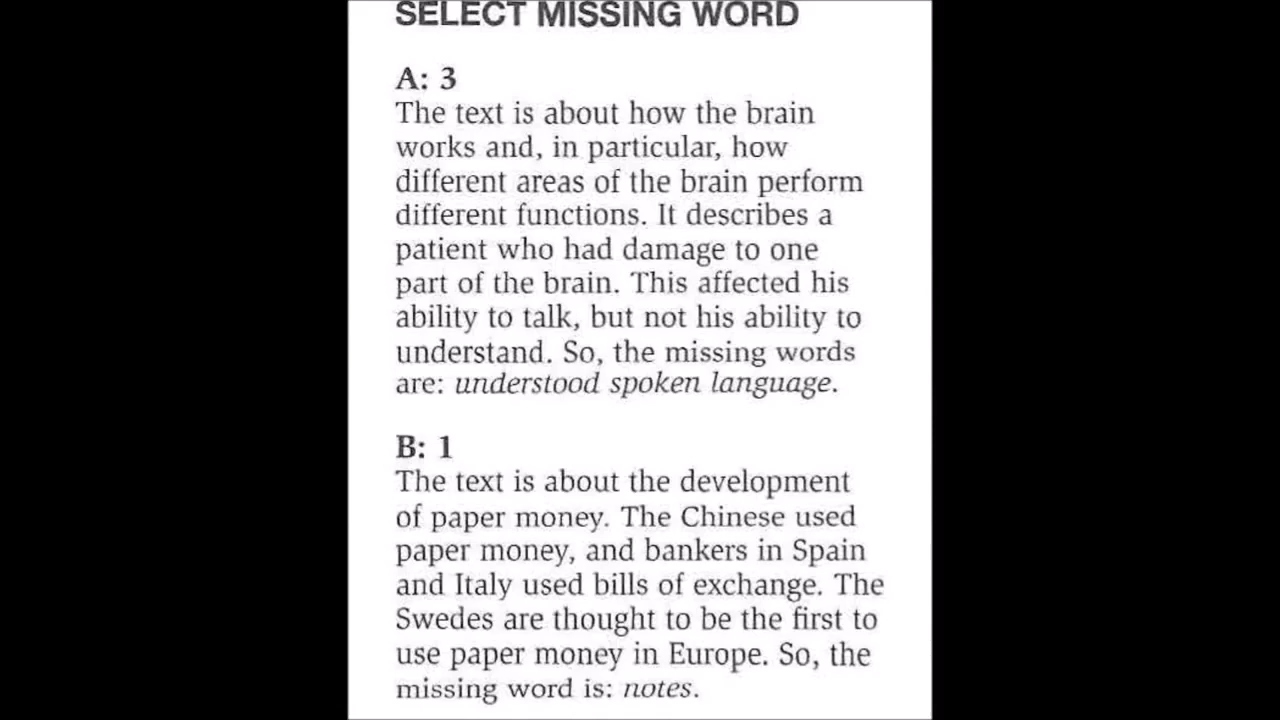 SELECT MISSING WORD
A: 3
The text is about how the brain
works and, in particular, how
different areas of the brain perform
different functions. It describes a
patient who had damage to one
part of the brain. This affected his
ability to talk, but not his ability to
understand. So, the missing words
are: understood spoken language.
B: 1
The text is about the development
of paper money. The Chinese used
paper money, and bankers in Spain
and Italy used bills of exchange. The
Swedes are thought to be the first to
use paper money in Europe. So, the
missing word is: notes.